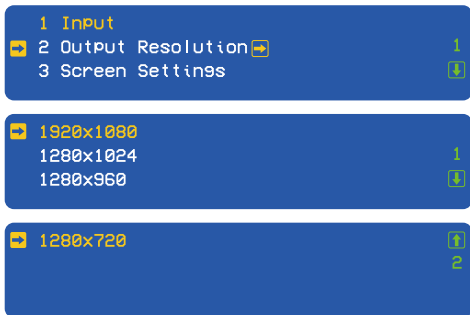 1 Input
2 Output Resolution
1
3 Screen Settings
1920x1080
1280x1024
1
1280x960
1280x720
2